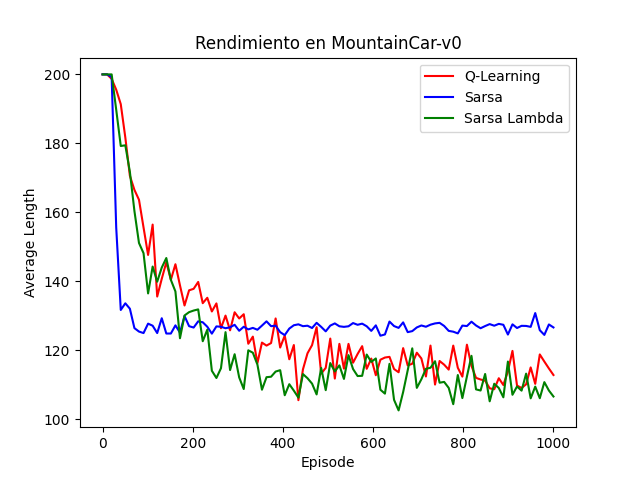 Rendimiento en MountainCar-v0
Q-Learning
Sarsa
Sarsa Lambda
Average Length
200
180
160
140
120
100
0
200
400
600
800
1000
Episode